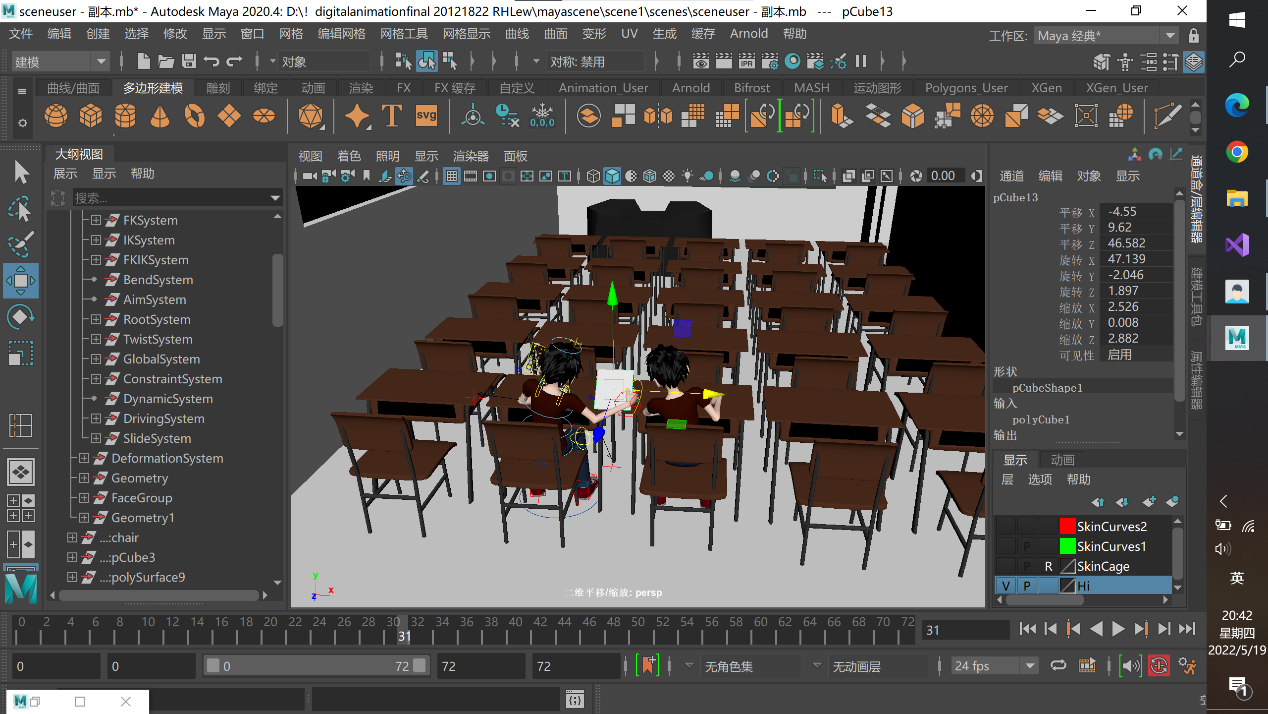 sceneuser - 副本.mb* - Autodesk Maya 2020.4: D:\!  digitalanimationfinal 20121822 RHLew\mayascene\scene1\scenes\sceneuser - 副本.mb   ---   pCube13
文件 编辑 创建 选择 修改 显示 窗口 网格 编辑网格 网格工具 网格显示 曲线 曲面 变形 UV 生成 缓存 Arnold 帮助
工作区: Maya 经典*
建模
对象
对称: 禁用
曲线/曲面 多边形建模 雕刻 绑定 动画 渲染 FX FX 缓存 自定义 Animation_User Arnold Bifrost MASH 运动图形 Polygons_User XGen XGen_User
T
svg
0,0,0
大纲视图
展示 显示 帮助
搜索...
FKSystem
IKSystem
FKIKSystem
BendSystem
AimSystem
RootSystem
TwistSystem
GlobalSystem
ConstraintSystem
DynamicSystem
DrivingSystem
SlideSystem
DeformationSystem
Geometry
FaceGroup
Geometry1
...:chair
...:pCube3
...:polySurface9
视图 着色 照明 显示 渲染器 面板
0.00
y
z
x
二维平移/缩放: persp
通道 编辑 对象 显示
pCube13
平移 X -4.55
平移 Y 9.62
平移 Z 46.582
旋转 X 47.139
旋转 Y -2.046
旋转 Z 1.897
缩放 X 2.526
缩放 Y 0.008
缩放 Z 2.882
可见性 启用
形状
pCubeShape1
输入
polyCube1
输出
显示 动画
层 选项 帮助
SkinCurves2
P SkinCurves1
P R SkinCage
V P Hi
通道盒/层编辑器
建模工具包
属性编辑器
0 2 4 6 8 10 12 14 16 18 20 22 24 26 28 30 32 34 36 38 40 42 44 46 48 50 52 54 56 58 60 62 64 66 68 70 72
31
31
0 0 0 72 72 72
无角色集
无动画层
24 fps
英
20:42
星期四
2022/5/19
1